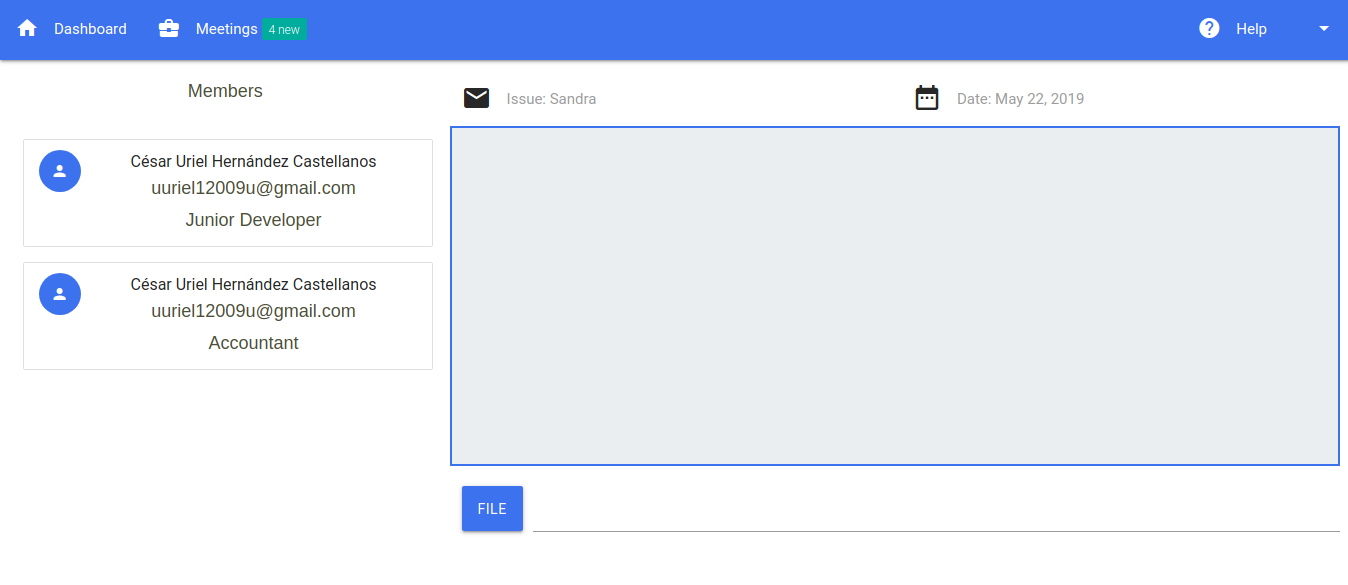 Dashboard Meetings 4 new Help
Members
Issue: Sandra Date: May 22, 2019
César Uriel Hernández Castellanos
uuriel12009u@gmail.com
Junior Developer
César Uriel Hernández Castellanos
uuriel12009u@gmail.com
Accountant
FILE